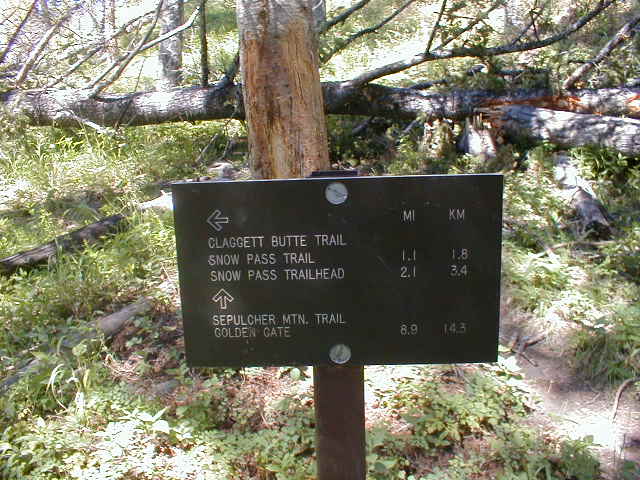 MI KM
CLAGGETT BUTTE TRAIL
SNOW PASS TRAIL 1.1 1.8
SNOW PASS TRAILHEAD 2.1 3.4
SEPULCHER MTN. TRAIL
GOLDEN GATE 8.9 14.3